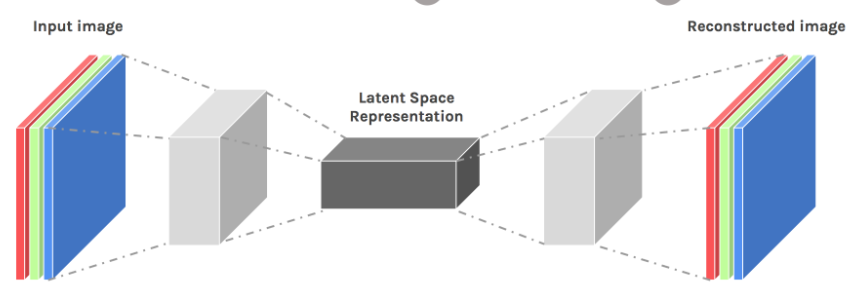 Input image
Reconstructed image
Latent Space
Representation